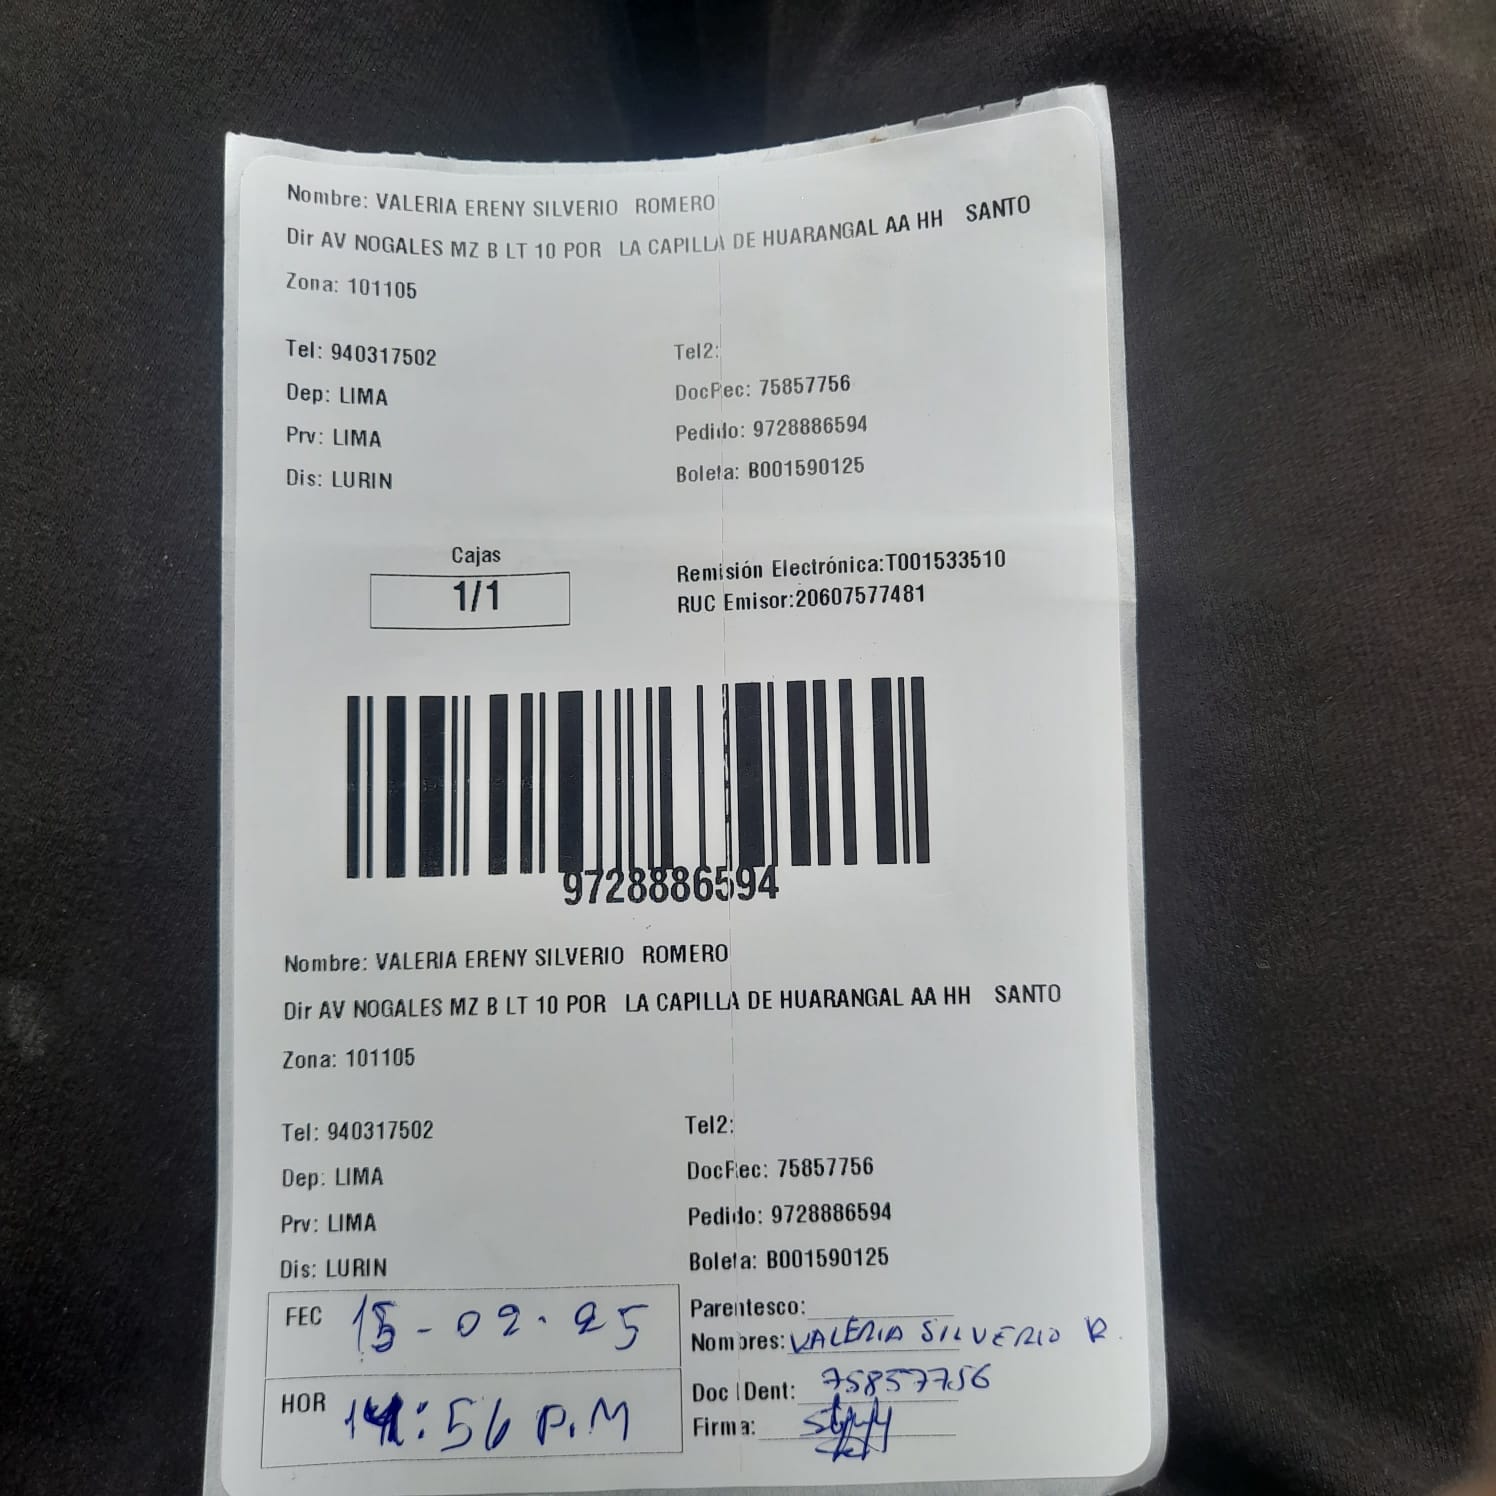 Nombre: VALERIA ERENY SILVERIO ROMERO
Dir AV NOGALES MZ B LT 10 POR LA CAPILLA DE HUARANGAL AA HH SANTO
Zona: 101105
Tel: 940317502 Tel2:
Dep: LIMA DocRec: 75857756
Prv: LIMA Pedido: 9728886594
Dis: LURIN Boleta: B001590125
Cajas
1/1
Remisión Electrónica:T001533510
RUC Emisor:20607577481
9728886594
Nombre: VALERIA ERENY SILVERIO ROMERO
Dir AV NOGALES MZ B LT 10 POR LA CAPILLA DE HUARANGAL AA HH SANTO
Zona: 101105
Tel: 940317502 Tel2:
Dep: LIMA DocRec: 75857756
Prv: LIMA Pedido: 9728886594
Dis: LURIN Boleta: B001590125
FEC 15-02-25
HOR 14:56 P.M
Parentesco:
Nombres: VALERIA SILVERIO R.
Doc IDent: 75857756
Firma: